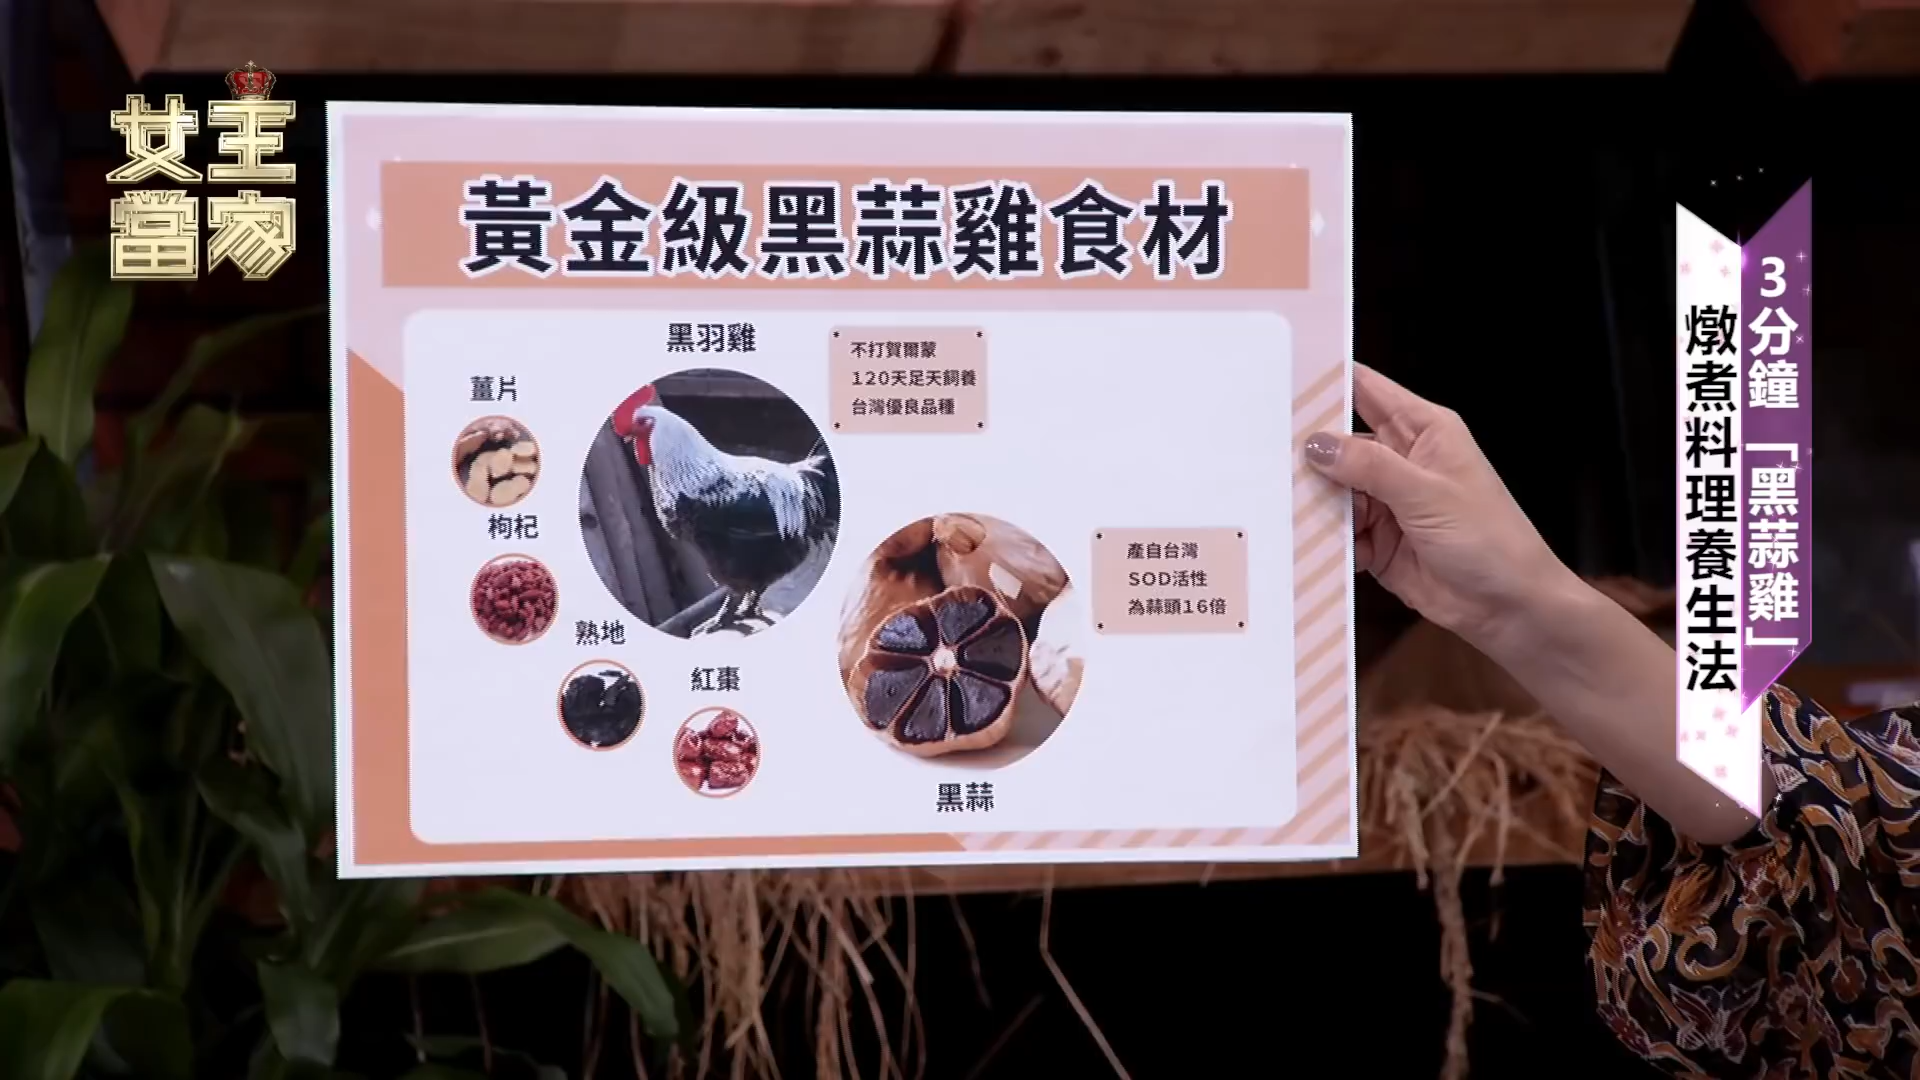 女王
當家
黃金級黑蒜雞食材
黑羽雞
不打賀爾蒙
120天足天飼養
台灣優良品種
薑片
枸杞
熟地
紅棗
產自台灣
SOD活性
為蒜頭16倍
黑蒜
3分鐘「黑蒜雞」
燉煮料理養生法